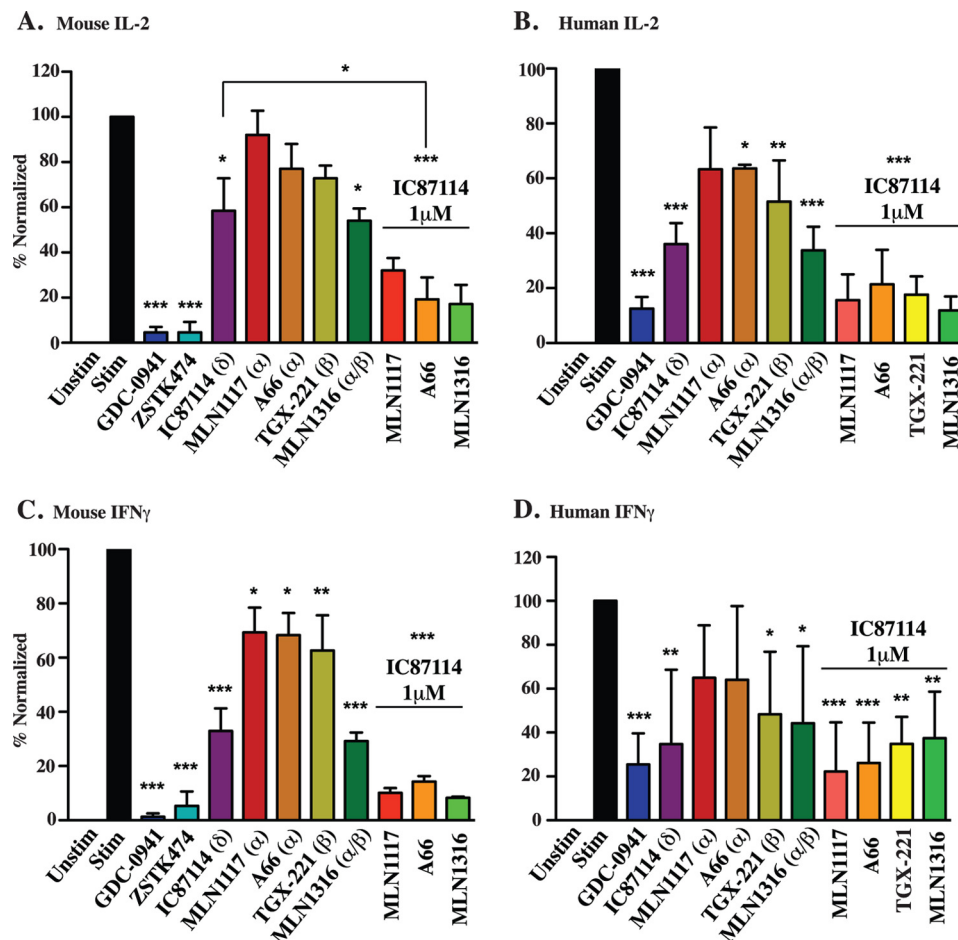 A. Mouse IL-2
% Normalized
120
100
80
60
40
20
0
*
***
***
*
*
***
IC87114
1μM
Unstim
Stim
GDC-0941
ZSTK474
IC87114 (δ)
MLN1117 (α)
A66 (α)
TGX-221 (β)
MLN1316 (α/β)
MLN1117
A66
MLN1316
B. Human IL-2
100
80
60
40
20
0
***
***
*
**
***
***
IC87114
1μM
Unstim
Stim
GDC-0941
IC87114 (δ)
MLN1117 (α)
A66 (α)
TGX-221 (β)
MLN1316 (α/β)
MLN1117
A66
TGX-221
MLN1316
C. Mouse IFNγ
% Normalized
100
80
60
40
20
0
***
***
***
*
*
**
***
***
IC87114
1μM
Unstim
Stim
GDC-0941
ZSTK474
IC87114 (δ)
MLN1117 (α)
A66 (α)
TGX-221 (β)
MLN1316 (α/β)
MLN1117
A66
MLN1316
D. Human IFNγ
120
100
80
60
40
20
0
***
**
*
*
IC87114
1μM
***
***
**
**
Unstim
Stim
GDC-0941
IC87114 (δ)
MLN1117 (α)
A66 (α)
TGX-221 (β)
MLN1316 (α/β)
MLN1117
A66
TGX-221
MLN1316